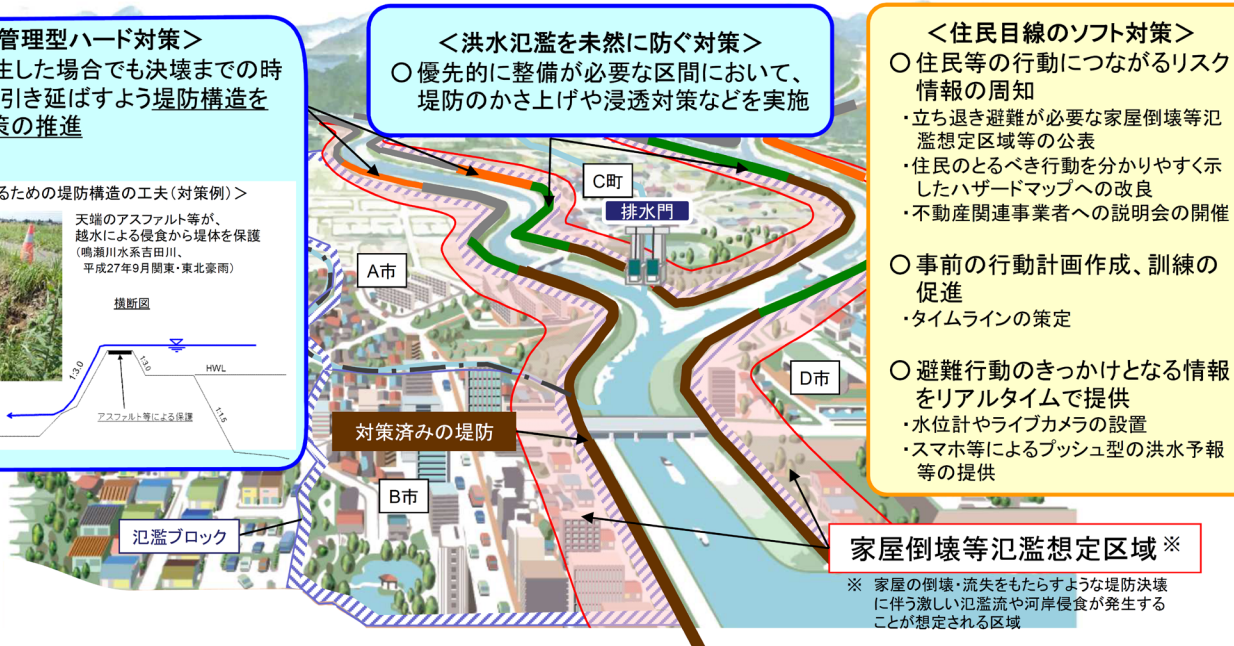 管理型ハード対策＞
生した場合でも決壊までの時
引き延ばすよう堤防構造を
策の推進
るための堤防構造の工夫(対策例)＞
天端のアスファルト等が、
越水による侵食から堤体を保護
(鳴瀬川水系吉田川、
平成27年9月関東・東北豪雨)
横断図
1:3.0
1:3.0
HWL
1:1.5
アスファルト等による保護
＜洪水氾濫を未然に防ぐ対策＞
○優先的に整備が必要な区間において、
堤防のかさ上げや浸透対策などを実施
C町
排水門
A市
D市
対策済みの堤防
B市
氾濫ブロック
＜住民目線のソフト対策＞
○住民等の行動につながるリスク
情報の周知
・立ち退き避難が必要な家屋倒壊等氾
濫想定区域等の公表
・住民のとるべき行動を分かりやすく示
したハザードマップへの改良
・不動産関連事業者への説明会の開催
○事前の行動計画作成、訓練の
促進
・タイムラインの策定
○避難行動のきっかけとなる情報
をリアルタイムで提供
・水位計やライブカメラの設置
・スマホ等によるプッシュ型の洪水予報
等の提供
家屋倒壊等氾濫想定区域※
※ 家屋の倒壊・流失をもたらすような堤防決壊
に伴う激しい氾濫流や河岸侵食が発生する
ことが想定される区域